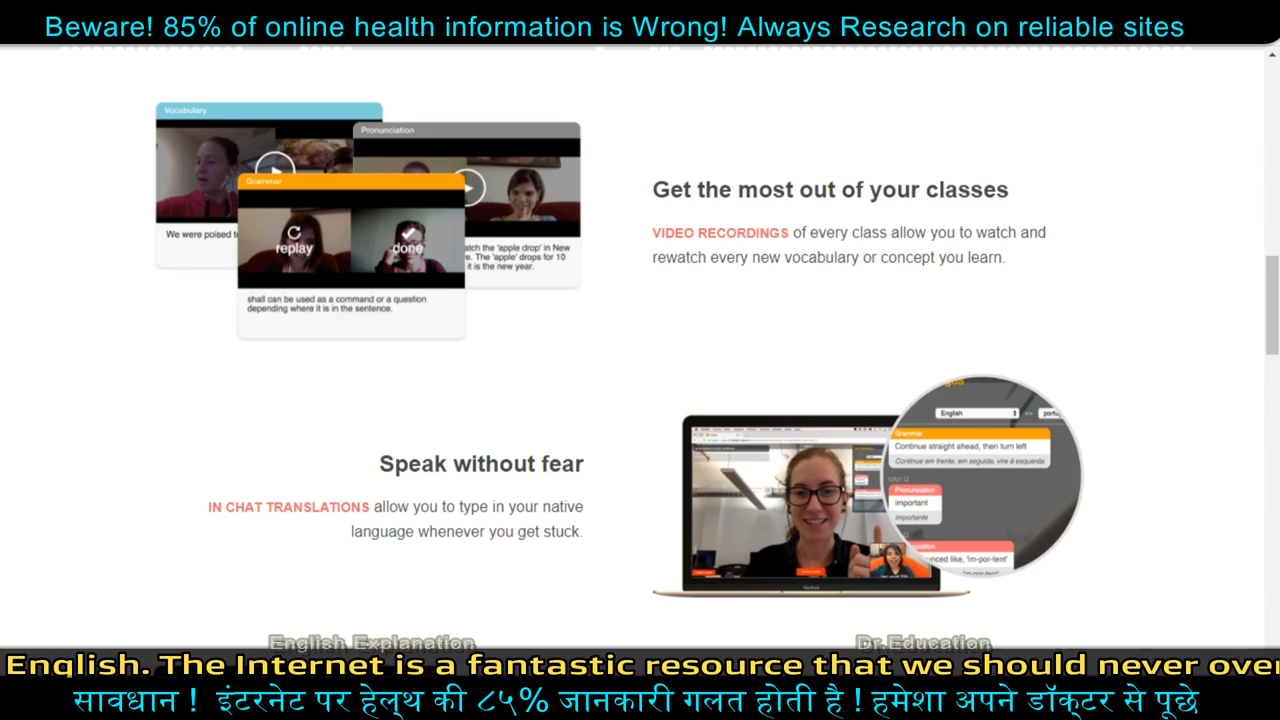 Beware! 85% of online health information is Wrong! Always Research on reliable sites
Vocabulary
Pronunciation
Grammar
We were poised
replay
done
atch the 'apple drop' in New
e. The 'apple' drops for 10
it is the new year.
shall can be used as a command or a question
depending where it is in the sentence.
Get the most out of your classes
VIDEO RECORDINGS of every class allow you to watch and
rewatch every new vocabulary or concept you learn.
Speak without fear
IN CHAT TRANSLATIONS allow you to type in your native
language whenever you get stuck.
English
portu
Grammar
Continue straight ahead, then turn left
Continue em frente, em seguida, vire à esquerda
tutor Q
Pronunciation
important
importante
nciation
unced like, 'im-por-tent'
MacBook
English Explanation
Dr.Education
English. The Internet is a fantastic resource that we should never over
सावधान ! इंटरनेट पर हेल्थ की ८५% जानकारी गलत होती है ! हमेशा अपने डॉक्टर से पूछे